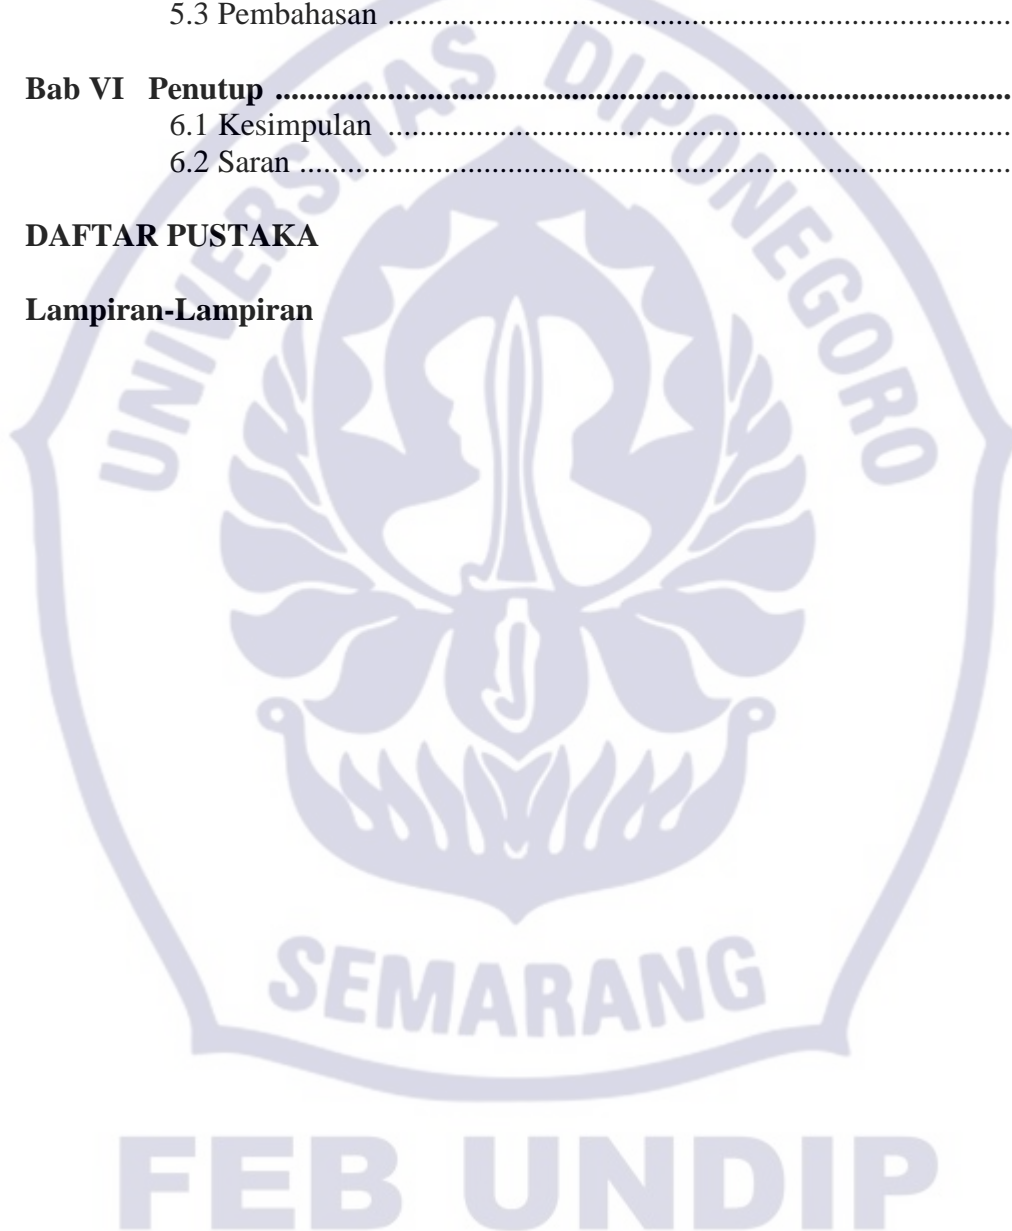 5.3 Pembahasan ................................................................................
Bab VI Penutup ................................................................................................
6.1 Kesimpulan ................................................................................
6.2 Saran ...........................................................................................
DAFTAR PUSTAKA
Lampiran-Lampiran
UNIVERSITAS DIPONEGORO
SEMARANG
FEB UNDIP